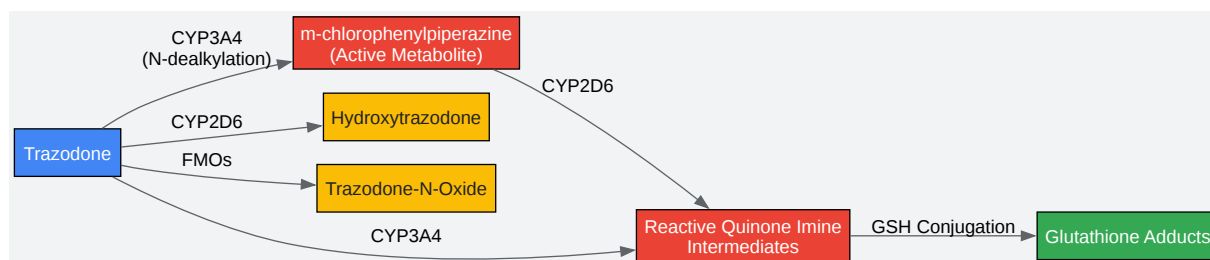 CYP3A4
(N-dealkylation)
m-chlorophenylpiperazine
(Active Metabolite)
CYP2D6
Hydroxytrazodone
CYP2D6
Trazodone
FMOs
Trazodone-N-Oxide
CYP3A4
Reactive Quinone Imine
Intermediates
GSH Conjugation
Glutathione Adducts